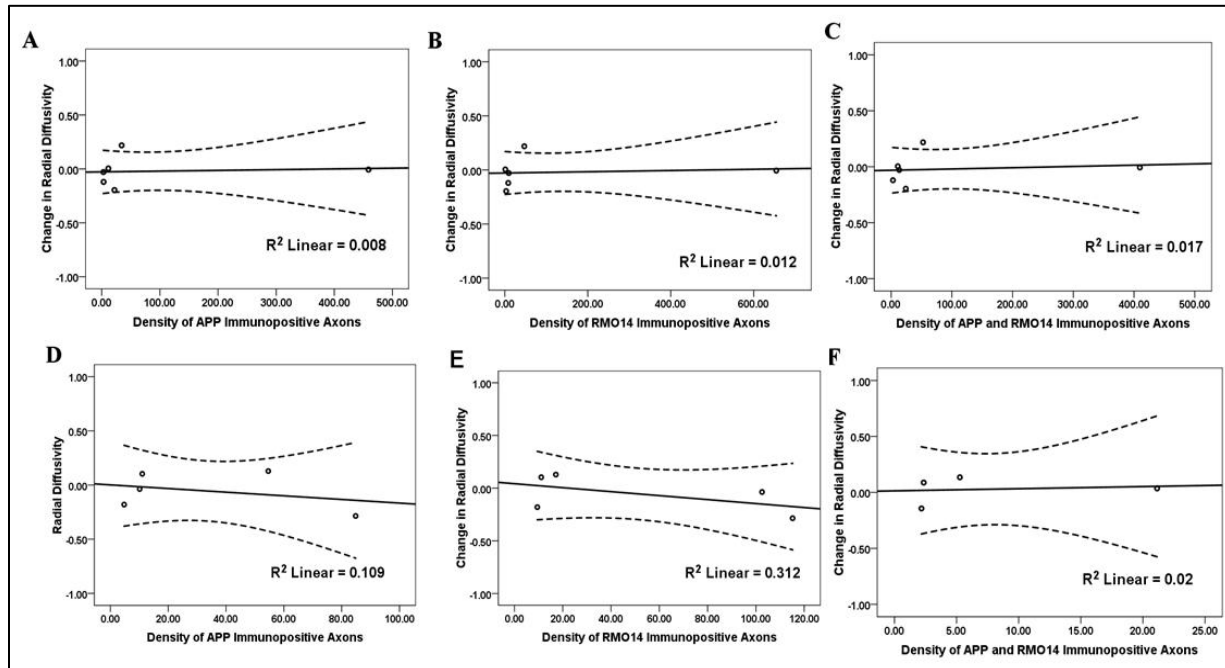 A
Change in Radial Diffusivity
1.00
0.50
0.00
-0.50
-1.00
R² Linear = 0.008
0.00 100.00 200.00 300.00 400.00 500.00
Density of APP Immunopositive Axons
B
Change in Radial Diffusivity
1.00
0.50
0.00
-0.50
-1.00
R² Linear = 0.012
0.00 200.00 400.00 600.00
Density of RMO14 Immunopositive Axons
C
Change in Radial Diffusivity
1.00
0.50
0.00
-0.50
-1.00
R² Linear = 0.017
0.00 100.00 200.00 300.00 400.00 500.00
Density of APP and RMO14 Immunopositive Axons
D
Radial Diffusivity
1.00
0.50
0.00
-0.50
-1.00
R² Linear = 0.109
0.00 20.00 40.00 60.00 80.00 100.00
Density of APP Immunopositive Axons
E
Change in Radial Diffusivity
1.00
0.50
0.00
-0.50
-1.00
R² Linear = 0.312
0.00 20.00 40.00 60.00 80.00 100.00 120.00
Density of RMO14 Immunopositive Axons
F
Change in Radial Diffusivity
1.00
0.50
0.00
-0.50
-1.00
R² Linear = 0.02
0.00 5.00 10.00 15.00 20.00 25.00
Density of APP and RMO14 Immunopositive Axons